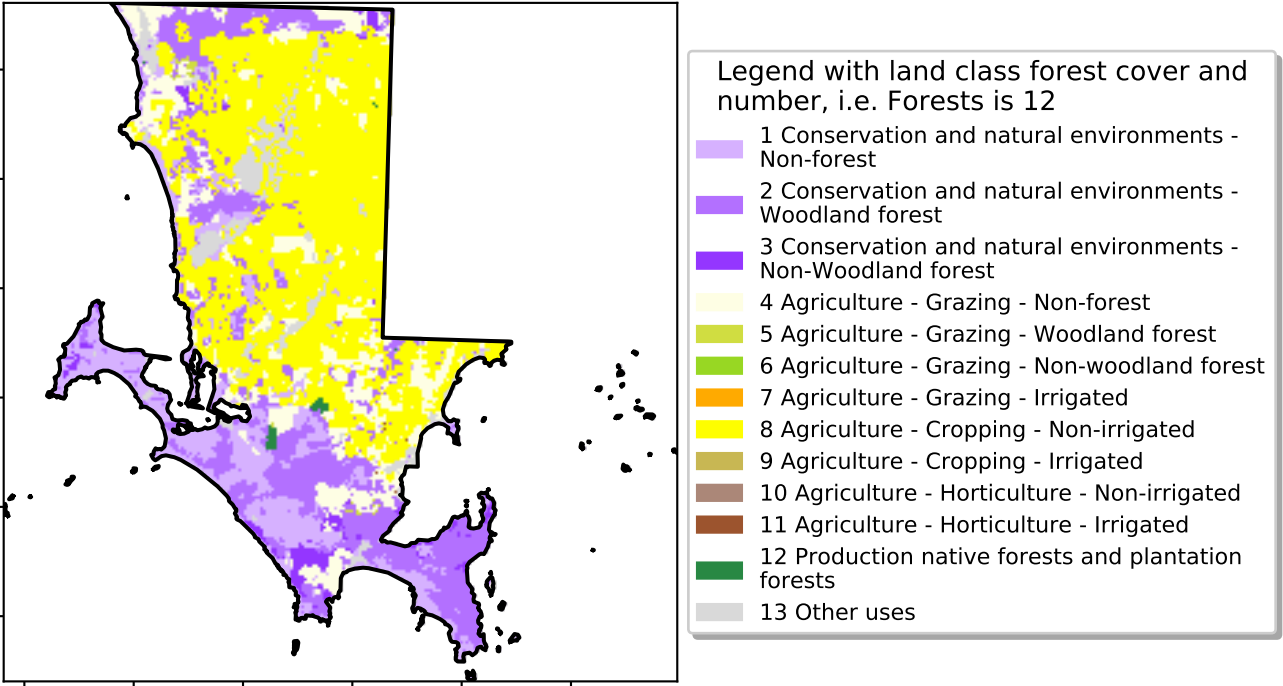 Legend with land class forest cover and
number, i.e. Forests is 12
1 Conservation and natural environments -
Non-forest
2 Conservation and natural environments -
Woodland forest
3 Conservation and natural environments -
Non-Woodland forest
4 Agriculture - Grazing - Non-forest
5 Agriculture - Grazing - Woodland forest
6 Agriculture - Grazing - Non-woodland forest
7 Agriculture - Grazing - Irrigated
8 Agriculture - Cropping - Non-irrigated
9 Agriculture - Cropping - Irrigated
10 Agriculture - Horticulture - Non-irrigated
11 Agriculture - Horticulture - Irrigated
12 Production native forests and plantation
forests
13 Other uses